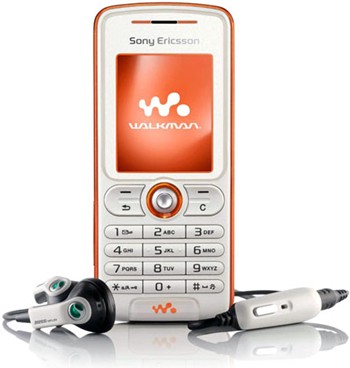 Sony Ericsson
WALKMAN
C
1 2 ABC 3 DEF
4 GHI 5 JKL 6 MNO
7 PQRS 8 TUV 9 WXYZ
* a/A 0 + #